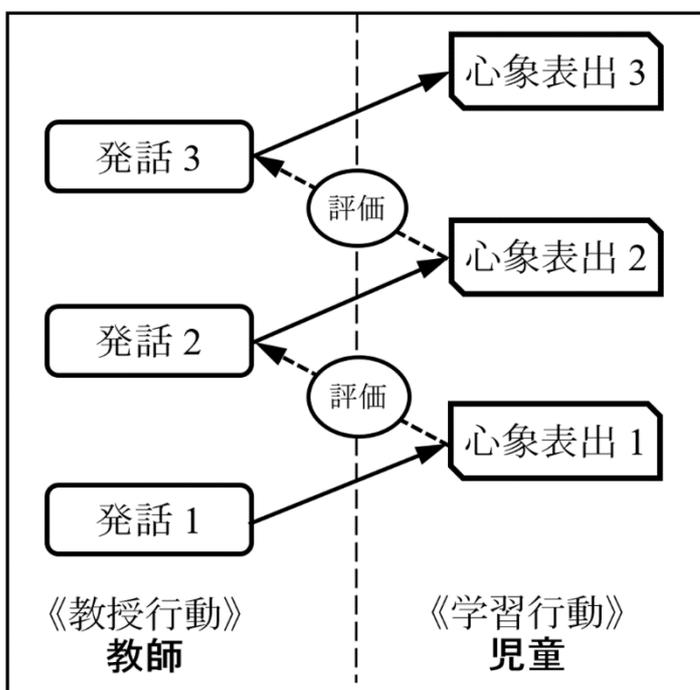 心象表出 3
発話 3
評価
心象表出 2
発話 2
評価
心象表出 1
発話 1
《教授行動》
教師
《学習行動》
児童